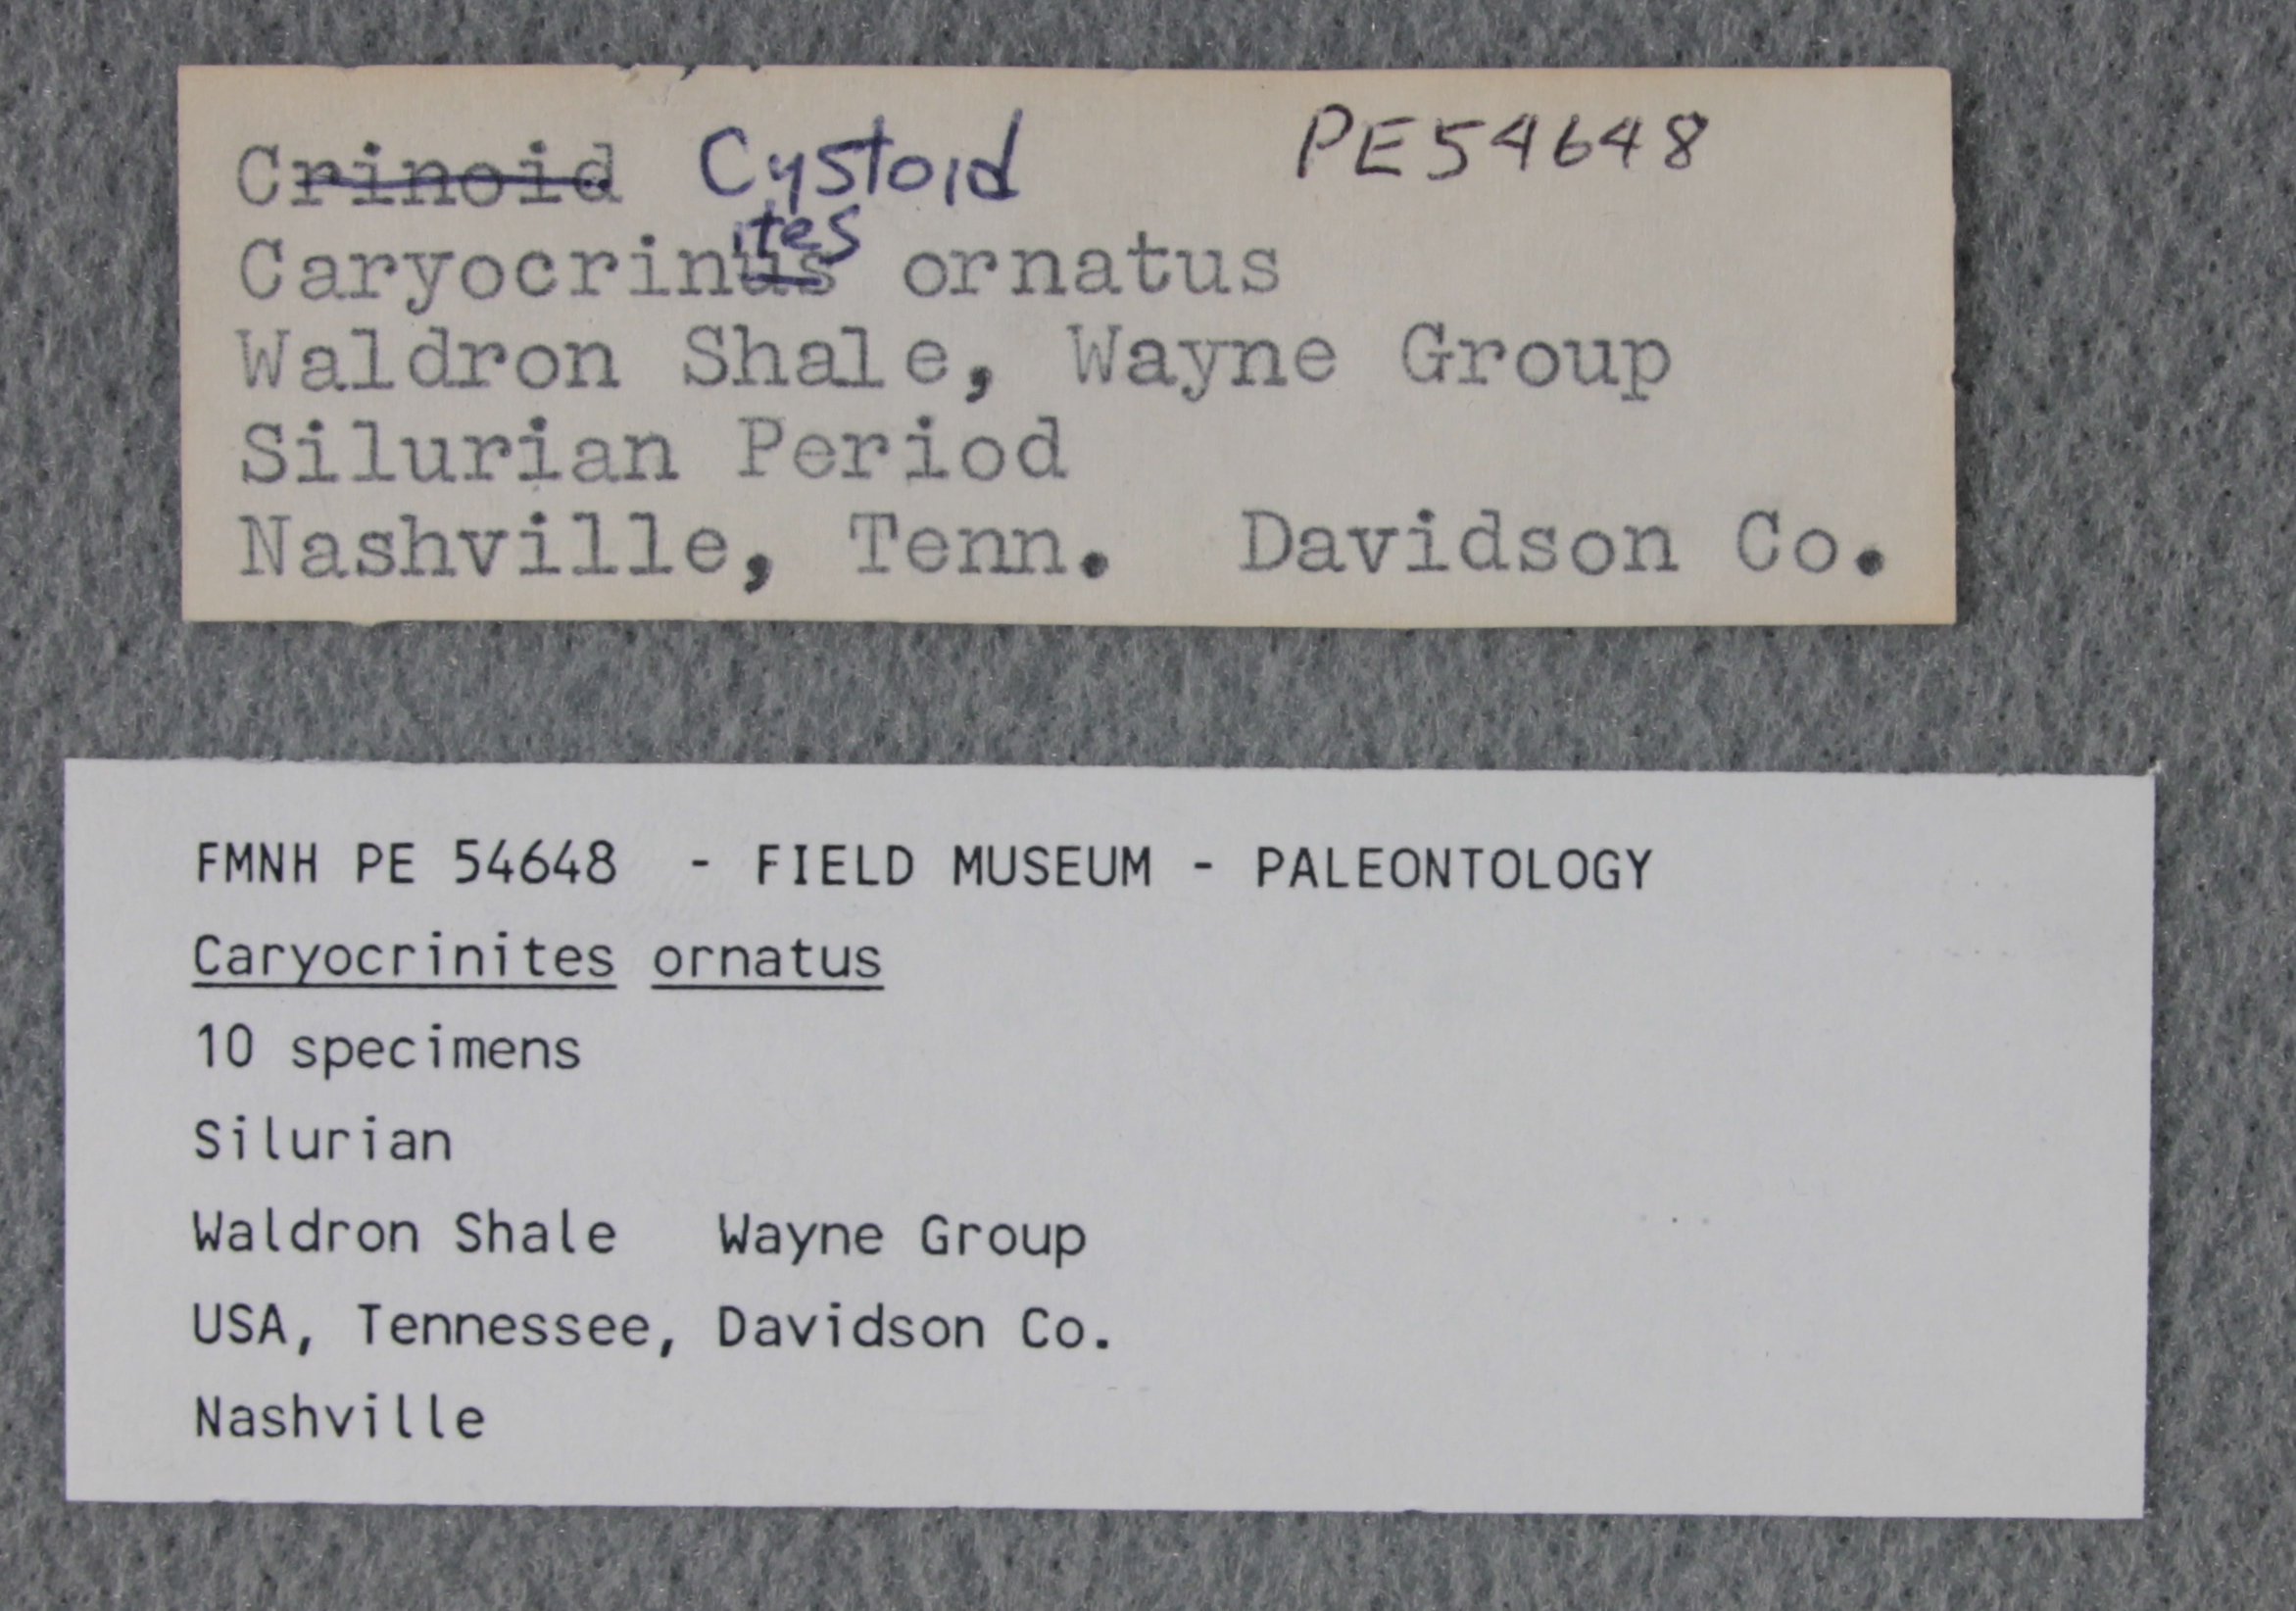 Crinoid Cystoid PE54648
ites
Caryocrinus ornatus
Waldron Shale, Wayne Group
Silurian Period
Nashville, Tenn. Davidson Co.
FMNH PE 54648 - FIELD MUSEUM - PALEONTOLOGY
Caryocrinites ornatus
10 specimens
Silurian
Waldron Shale Wayne Group
USA, Tennessee, Davidson Co.
Nashville